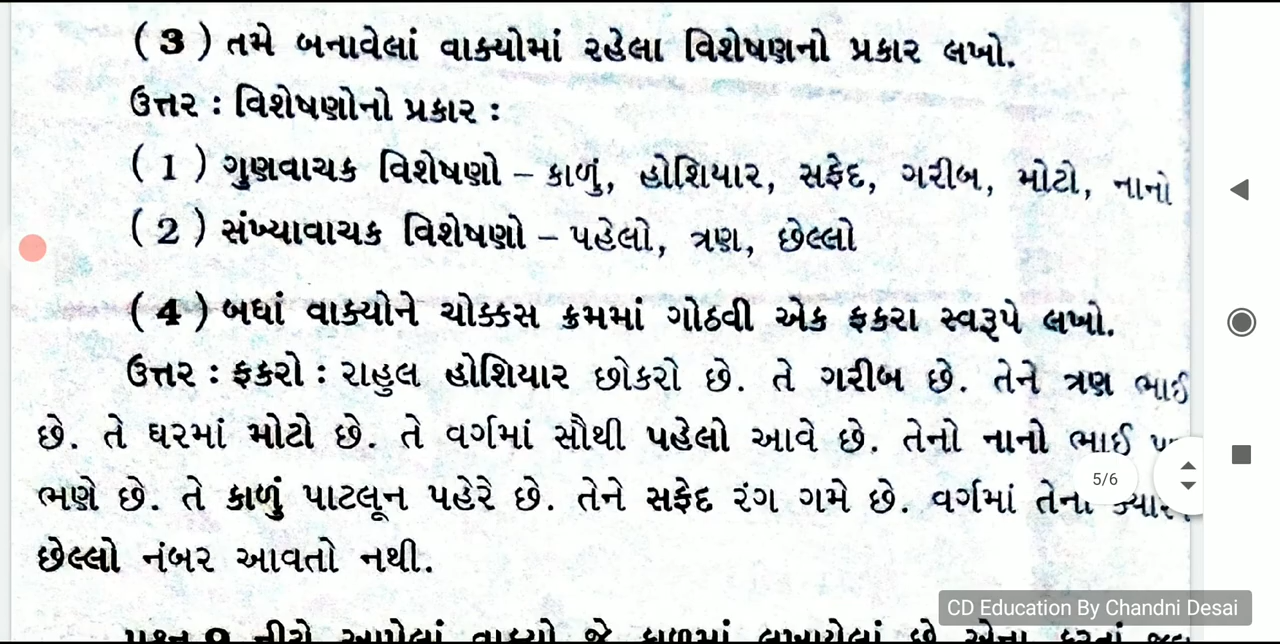 (3) તમે બનાવેલાં વાક્યોમાં રહેલા વિશેષણનો પ્રકાર લખો.
ઉત્તર : વિશેષણોનો પ્રકાર :
(1) ગુણવાચક વિશેષણો – કાળું, હોશિયાર, સફેદ, ગરીબ, મોટો, નાનો
(2) સંખ્યાવાચક વિશેષણો – પહેલો, ત્રણ, છેલ્લો
(4) બધાં વાક્યોને ચોક્કસ ક્રમમાં ગોઠવી એક ફકરા સ્વરૂપે લખો.
ઉત્તર : ફકરો : રાહુલ હોશિયાર છોકરો છે. તે ગરીબ છે. તેને ત્રણ ભાઈ
છે. તે ઘરમાં મોટો છે. તે વર્ગમાં સૌથી પહેલો આવે છે. તેનો નાનો ભાઈ
ભણે છે. તે કાળું પાટલૂન પહેરે છે. તેને સફેદ રંગ ગમે છે. વર્ગમાં
છેલ્લો નંબર આવતો નથી.
5/6
CD Education By Chandni Desai